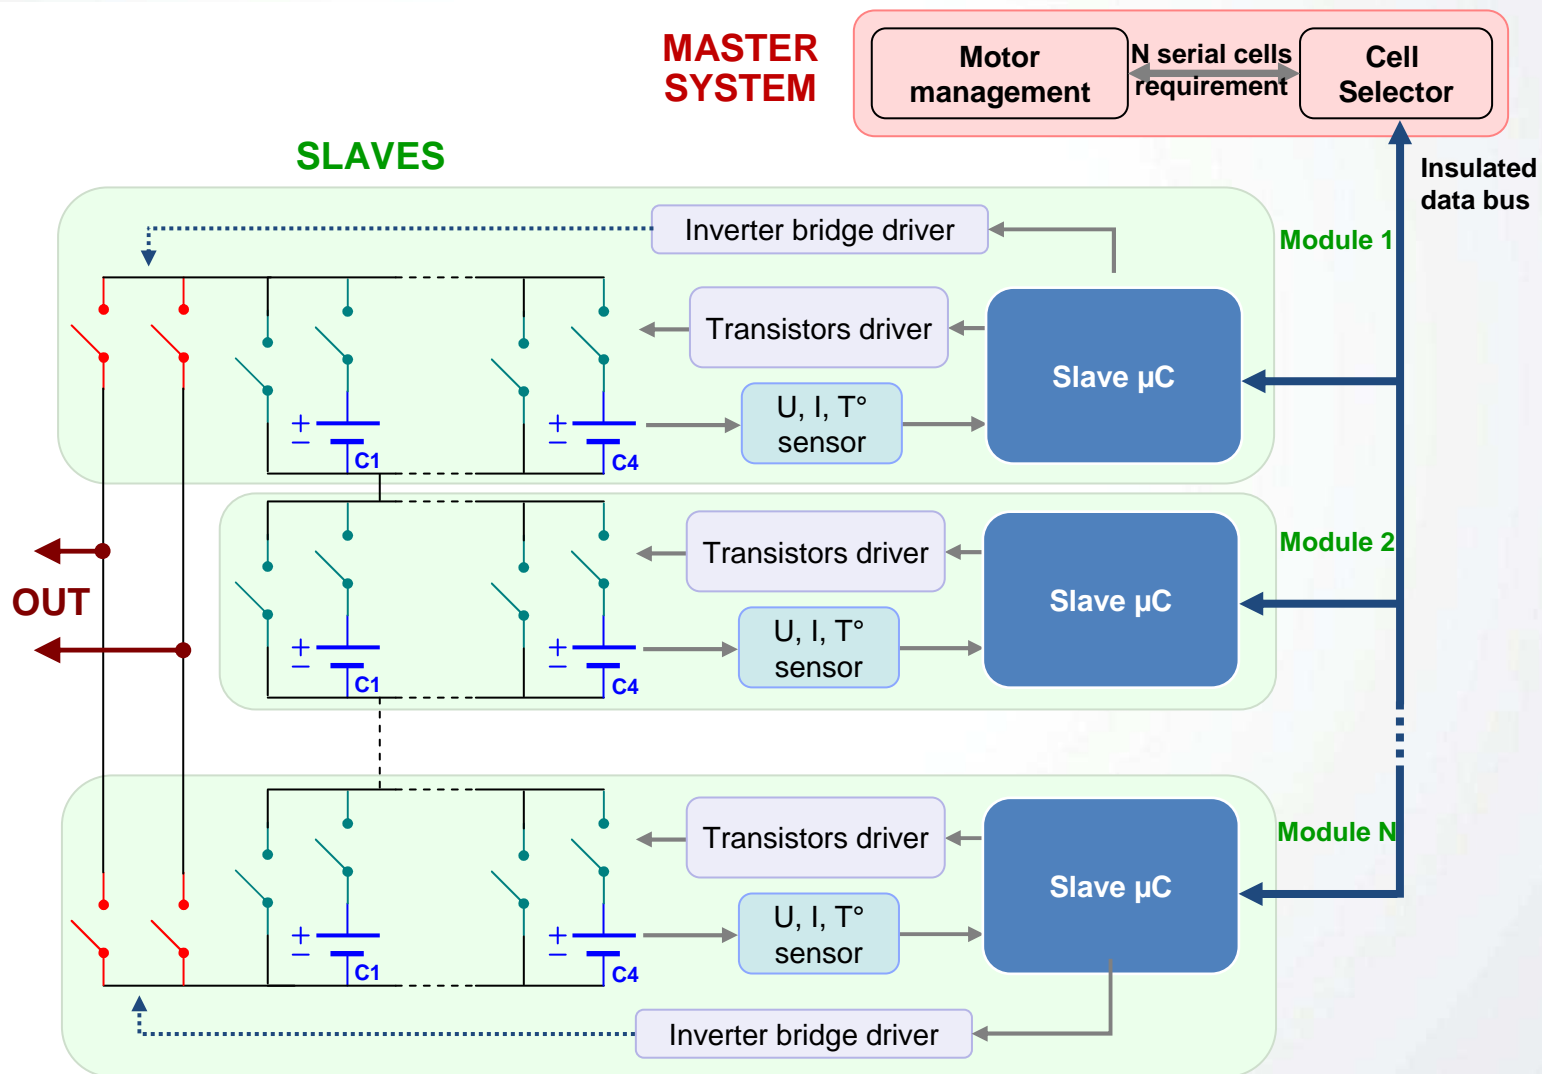 MASTER
SYSTEM
Motor
management
N serial cells
requirement
Cell
Selector
SLAVES
Insulated
data bus
Module 1
Inverter bridge driver
Transistors driver
Slave µC
U, I, T°
sensor
+
−
C1
+
−
C4
Module 2
Transistors driver
Slave µC
U, I, T°
sensor
+
−
C1
+
−
C4
OUT
Module N
Transistors driver
Slave µC
U, I, T°
sensor
+
−
C1
+
−
C4
Inverter bridge driver